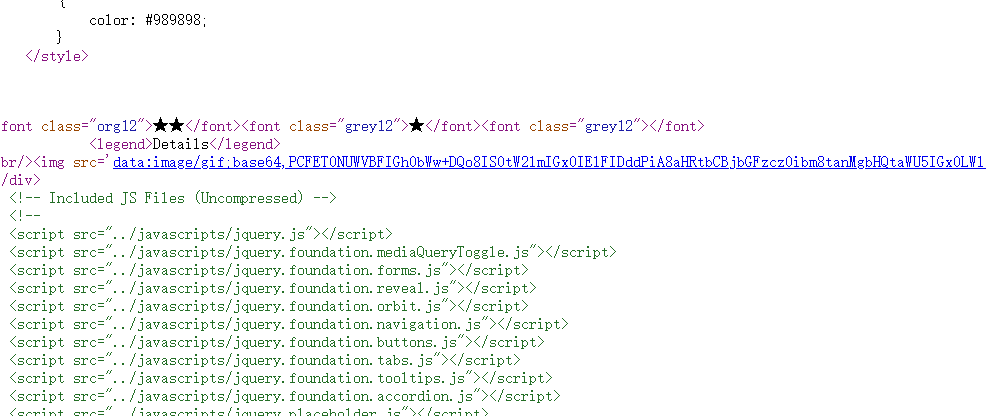 {
color: #989898;
}
</style>
font class="org12">★★</font><font class="grey12">★</font><font class="grey12"></font>
<legend>Details</legend>
br/><img src='data:image/gif;base64,PCFET0NUWVBFIGh0bWw+DQo8IS0tW2lmIGx0IElFIDddPiA8aHRtbCBjbGFzcz0ibm8tanMgbHQtaWU5IGx0LW1
/div>
<!-- Included JS Files (Uncompressed) -->
<!--
<script src="../javascripts/jquery.js"></script>
<script src="../javascripts/jquery.foundation.mediaQueryToggle.js"></script>
<script src="../javascripts/jquery.foundation.forms.js"></script>
<script src="../javascripts/jquery.foundation.reveal.js"></script>
<script src="../javascripts/jquery.foundation.orbit.js"></script>
<script src="../javascripts/jquery.foundation.navigation.js"></script>
<script src="../javascripts/jquery.foundation.buttons.js"></script>
<script src="../javascripts/jquery.foundation.tabs.js"></script>
<script src="../javascripts/jquery.foundation.tooltips.js"></script>
<script src="../javascripts/jquery.foundation.accordion.js"></script>
<script src="../javascripts/jquery.placeholder.js"></script>